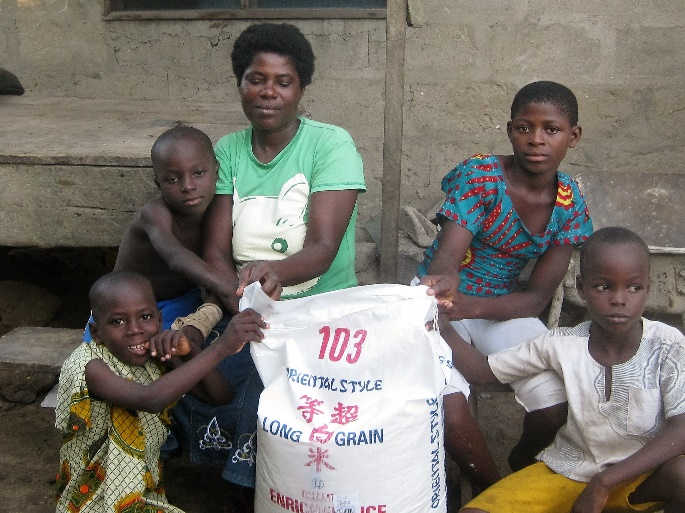 103
ORIENTAL STYLE
等超
LONG 白 GRAIN
米
ORIENTAL STYLE